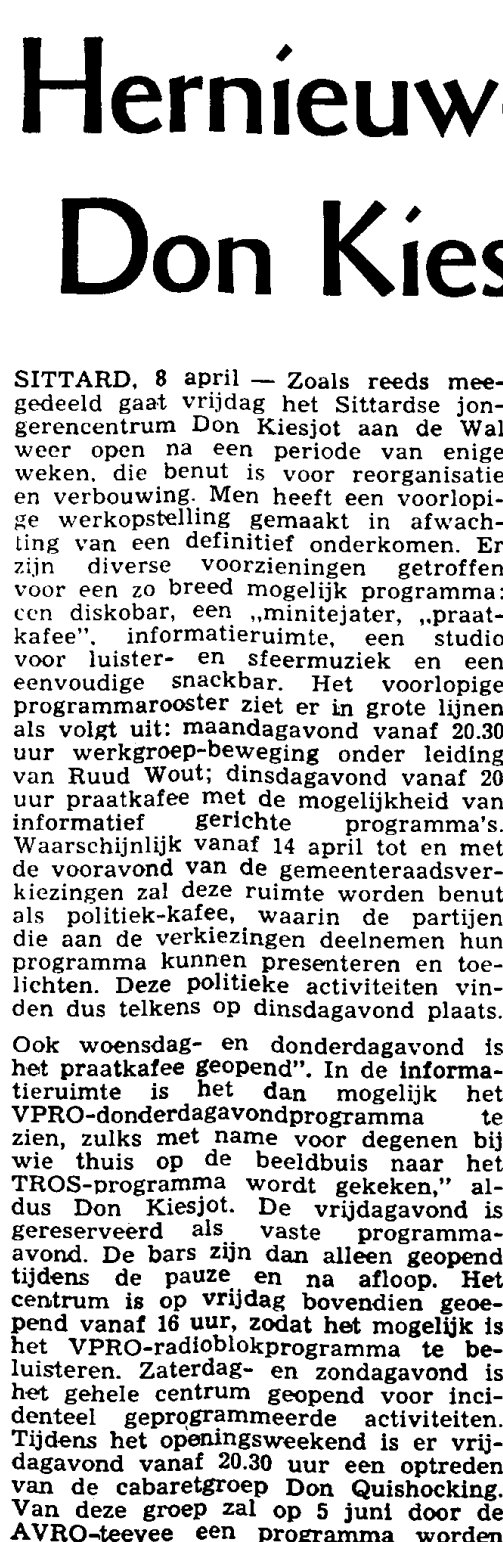 Hernieuw-
Don Kies
SITTARD, 8 april — Zoals reeds mee-
gedeeld gaat vrijdag het Sittardse jon-
gerencentrum Don Kiesjot aan de Wal
weer open na een periode van enige
weken, die benut is voor reorganisatie
en verbouwing. Men heeft een voorlopi-
ge werkopstelling gemaakt in afwach-
ting van een definitief onderkomen. Er
zijn diverse voorzieningen getroffen
voor een zo breed mogelijk programma:
een diskobar, een „minitejater, „praat-
kafee", informatieruimte, een studio
voor luister- en sfeermuziek en een
eenvoudige snackbar. Het voorlopige
programmarooster ziet er in grote lijnen
als volgt uit: maandagavond vanaf 20.30
uur werkgroep-beweging onder leiding
van Ruud Wout; dinsdagavond vanaf 20
uur praatkafee met de mogelijkheid van
informatief gerichte programma's.
Waarschijnlijk vanaf 14 april tot en met
de vooravond van de gemeenteraadsver-
kiezingen zal deze ruimte worden benut
als politiek-kafee, waarin de partijen
die aan de verkiezingen deelnemen hun
programma kunnen presenteren en toe-
lichten. Deze politieke activiteiten vin-
den dus telkens op dinsdagavond plaats.
Ook woensdag- en donderdagavond is
het praatkafee geopend". In de informa-
tieruimte is het dan mogelijk het
VPRO-donderdagavondprogramma te
zien, zulks met name voor degenen bij
wie thuis op de beeldbuis naar het
TROS-programma wordt gekeken," al-
dus Don Kiesjot. De vrijdagavond is
gereserveerd als vaste programma-
avond. De bars zijn dan alleen geopend
tijdens de pauze en na afloop. Het
centrum is op vrijdag bovendien geoe-
pend vanaf 16 uur, zodat het mogelijk is
het VPRO-radioblokprogramma te be-
luisteren. Zaterdag- en zondagavond is
het gehele centrum geopend voor inci-
denteel geprogrammeerde activiteiten.
Tijdens het openingsweekend is er vrij-
dagavond vanaf 20.30 uur een optreden
van de cabaretgroep Don Quishocking.
Van deze groep zal op 5 juni door de
AVRO-teevee een programma worden